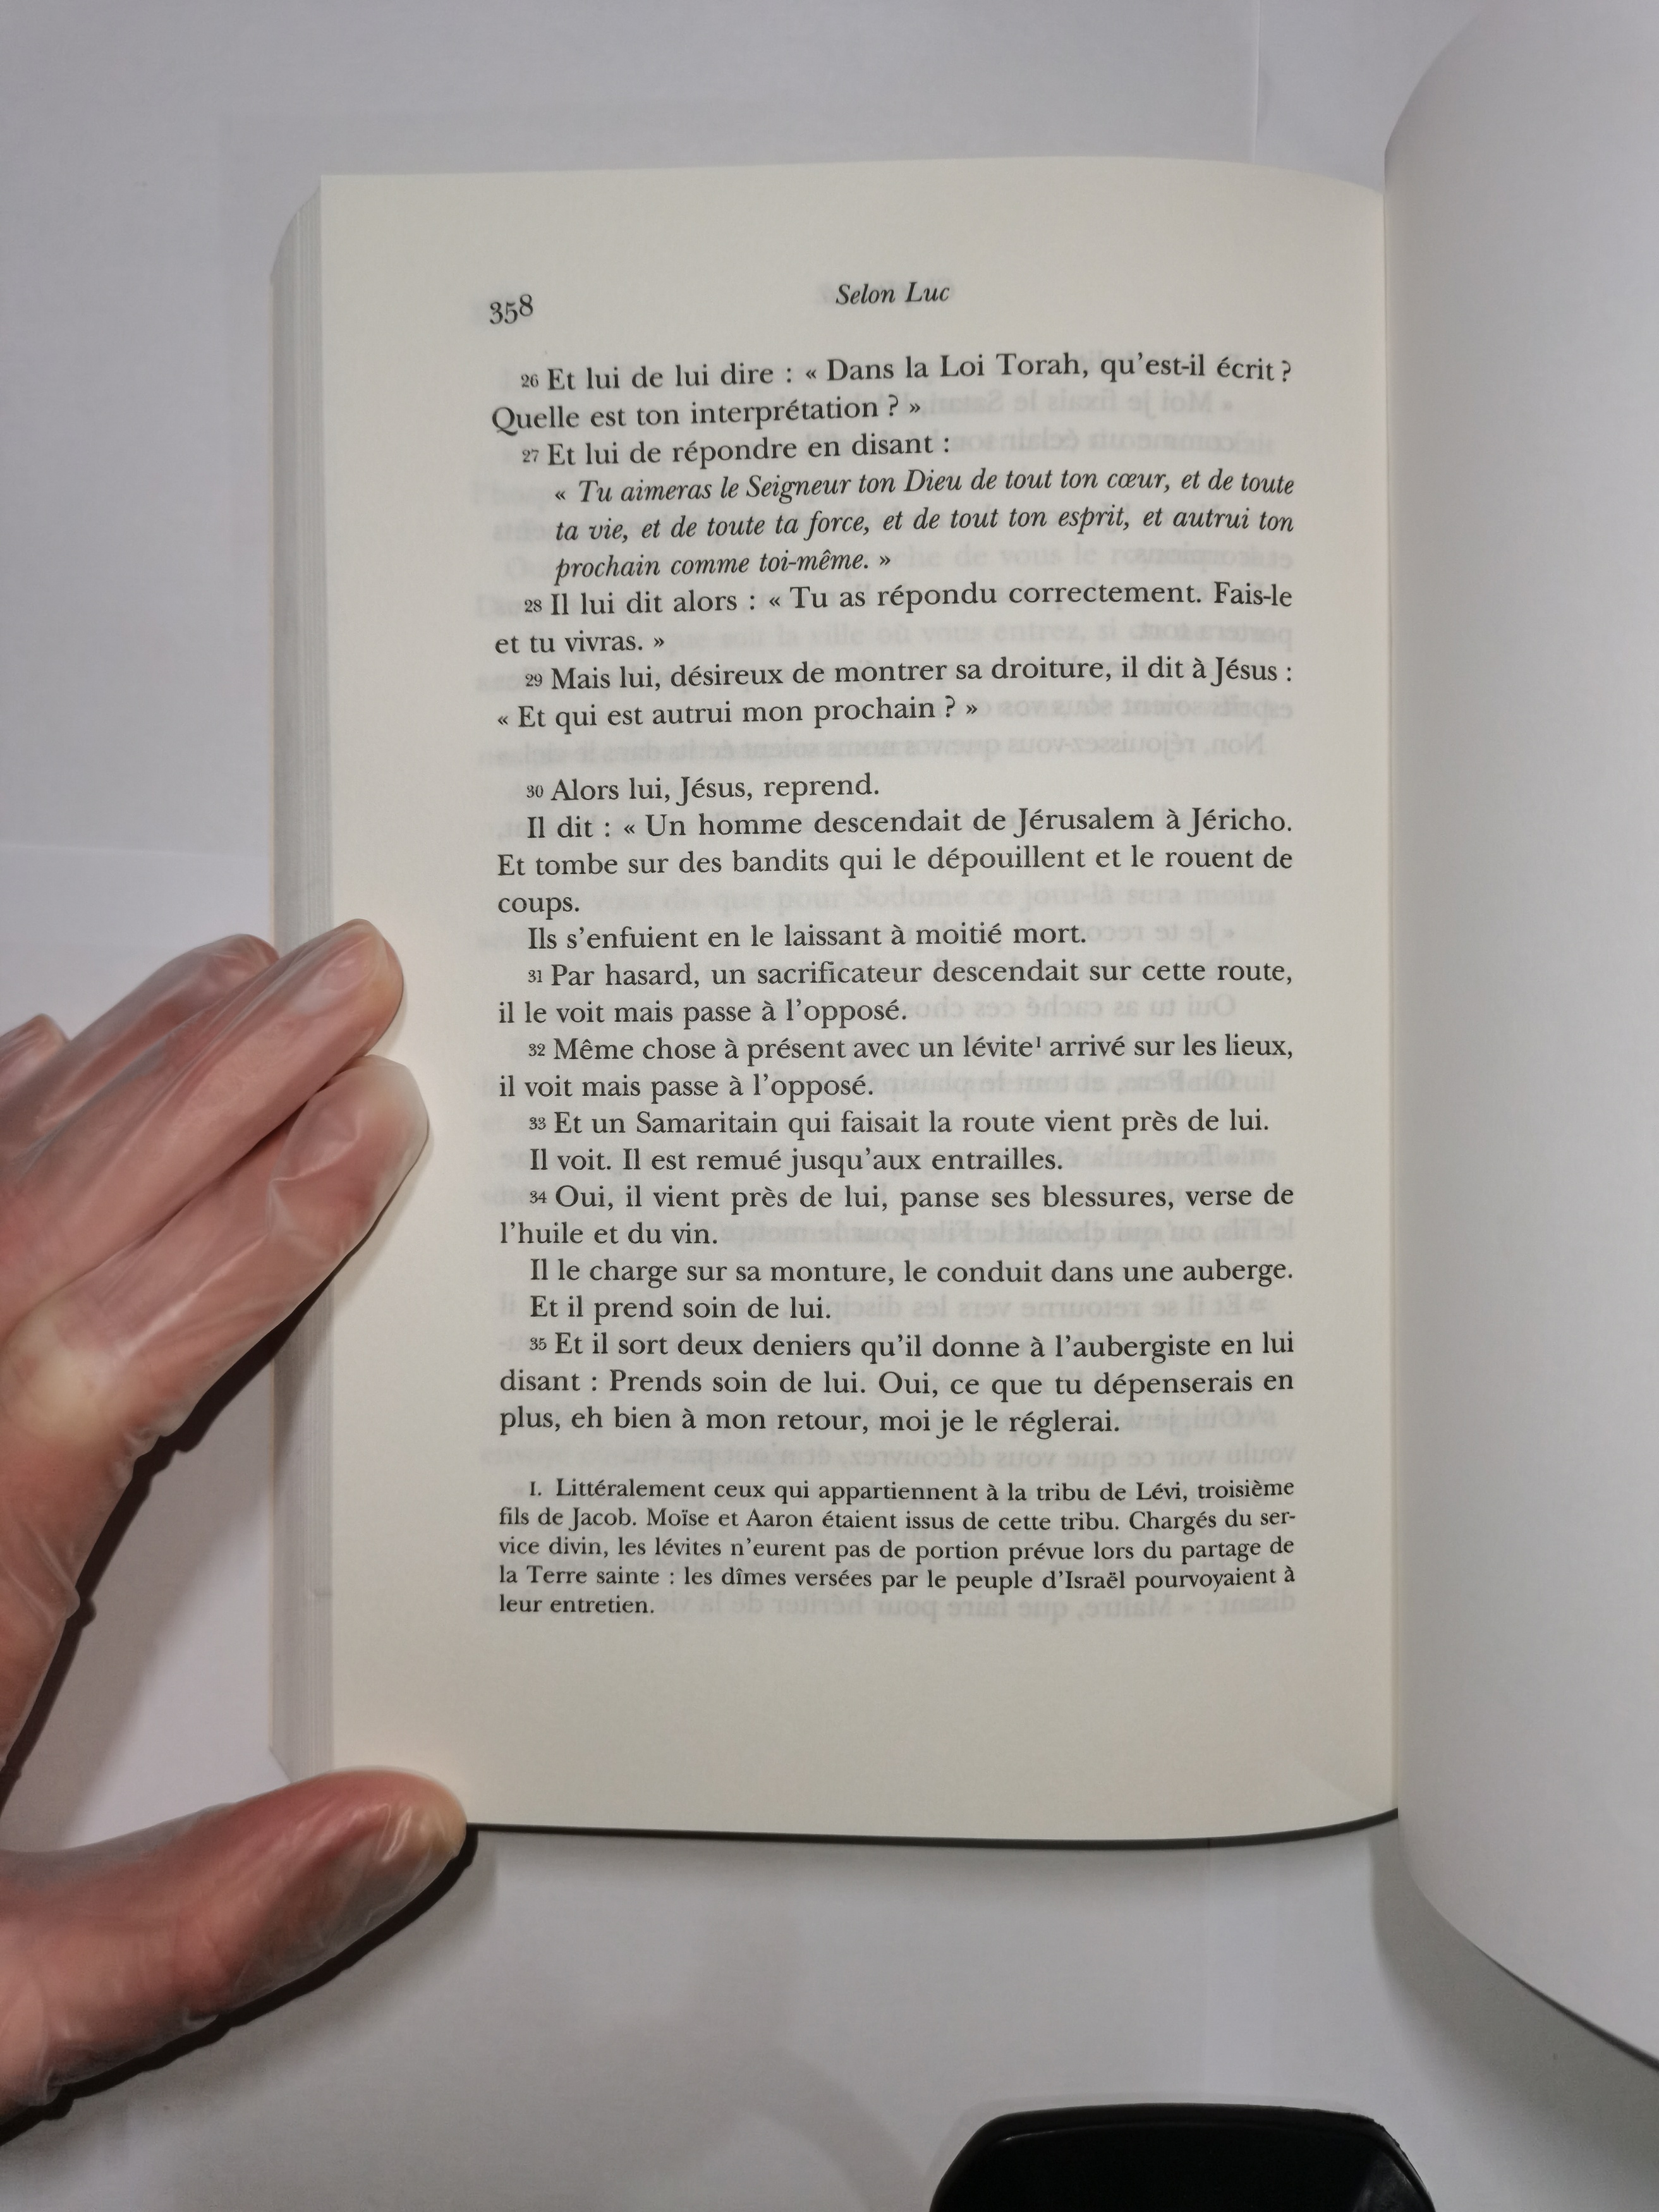 358
Selon Luc
26 Et lui de lui dire : « Dans la Loi Torah, qu'est-il écrit ?
Quelle est ton interprétation ? »
27 Et lui de répondre en disant :
« Tu aimeras le Seigneur ton Dieu de tout ton cœur, et de toute
ta vie, et de toute ta force, et de tout ton esprit, et autrui ton
prochain comme toi-même. »
28 Il lui dit alors : « Tu as répondu correctement. Fais-le
et tu vivras. »
29 Mais lui, désireux de montrer sa droiture, il dit à Jésus :
« Et qui est autrui mon prochain ? »
30 Alors lui, Jésus, reprend.
Il dit : « Un homme descendait de Jérusalem à Jéricho.
Et tombe sur des bandits qui le dépouillent et le rouent de
coups.
Ils s'enfuient en le laissant à moitié mort.
31 Par hasard, un sacrificateur descendait sur cette route,
il le voit mais passe à l'opposé.
32 Même chose à présent avec un lévite¹ arrivé sur les lieux,
il voit mais passe à l'opposé.
33 Et un Samaritain qui faisait la route vient près de lui.
Il voit. Il est remué jusqu'aux entrailles.
34 Oui, il vient près de lui, panse ses blessures, verse de
l'huile et du vin.
Il le charge sur sa monture, le conduit dans une auberge.
Et il prend soin de lui.
35 Et il sort deux deniers qu'il donne à l'aubergiste en lui
disant : Prends soin de lui. Oui, ce que tu dépenserais en
plus, eh bien à mon retour, moi je le réglerai.
1. Littéralement ceux qui appartiennent à la tribu de Lévi, troisième
fils de Jacob. Moïse et Aaron étaient issus de cette tribu. Chargés du ser-
vice divin, les lévites n'eurent pas de portion prévue lors du partage de
la Terre sainte : les dîmes versées par le peuple d'Israël pourvoyaient à
leur entretien.